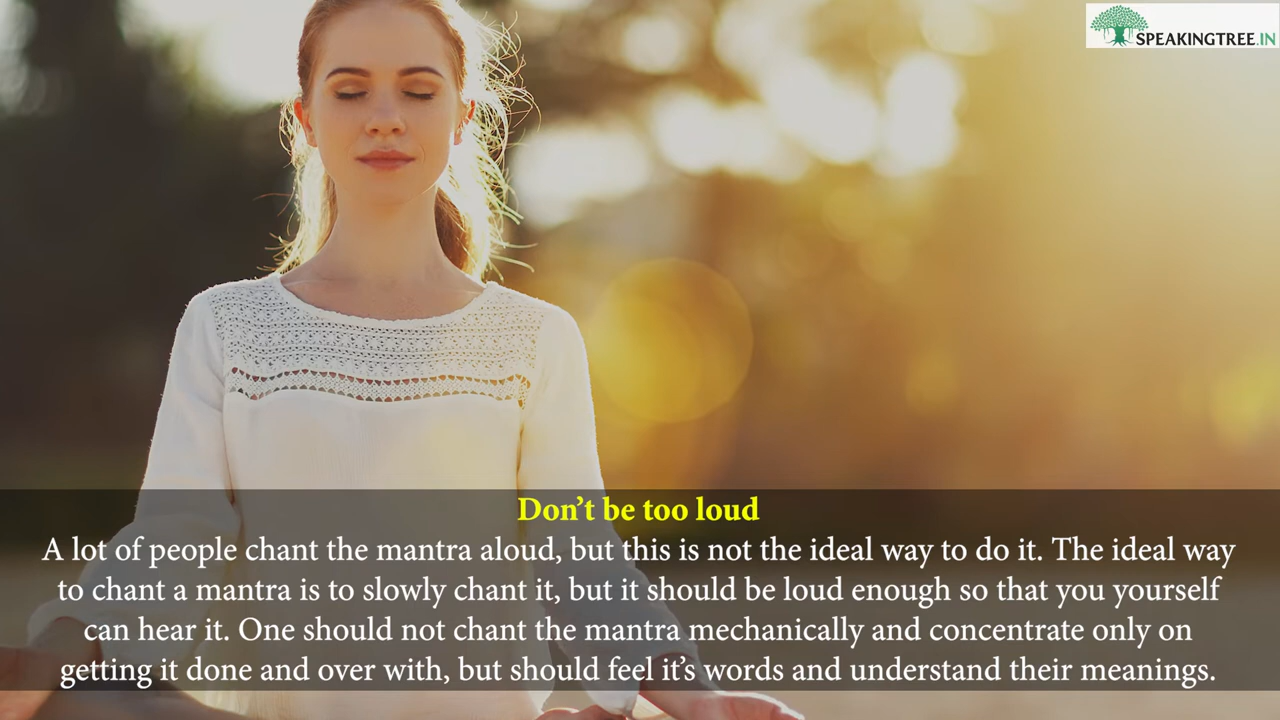 SPEAKINGTREE.IN
Don’t be too loud
A lot of people chant the mantra aloud, but this is not the ideal way to do it. The ideal way
to chant a mantra is to slowly chant it, but it should be loud enough so that you yourself
can hear it. One should not chant the mantra mechanically and concentrate only on
getting it done and over with, but should feel it’s words and understand their meanings.